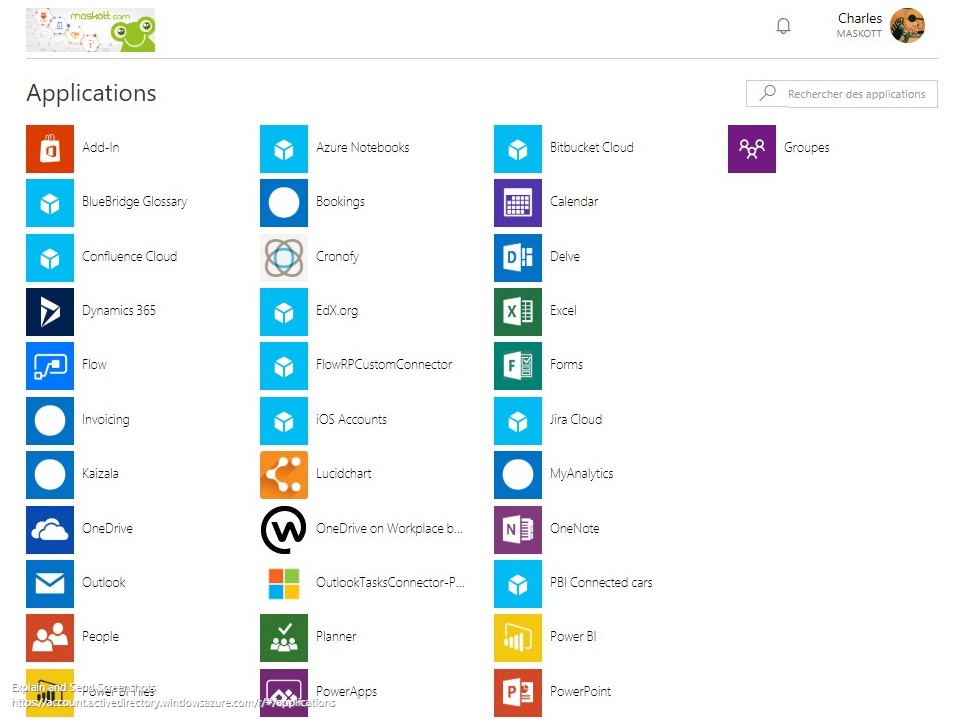 maskott.com
Charles
MASKOTT
Applications
Rechercher des applications
Add-In
Azure Notebooks
Bitbucket Cloud
Groupes
BlueBridge Glossary
Bookings
Calendar
Confluence Cloud
Cronofy
Delve
Dynamics 365
EdX.org
Excel
Flow
FlowRPCustomConnector
Forms
Invoicing
iOS Accounts
Jira Cloud
Kaizala
Lucidchart
MyAnalytics
OneDrive
OneDrive on Workplace b...
OneNote
Outlook
OutlookTasksConnector-P...
PBI Connected cars
People
Planner
Power BI
Power BI Tiles
PowerApps
PowerPoint
Explain and Send Screenshots
https://account.activedirectory.windowsazure.com/r/#/applications